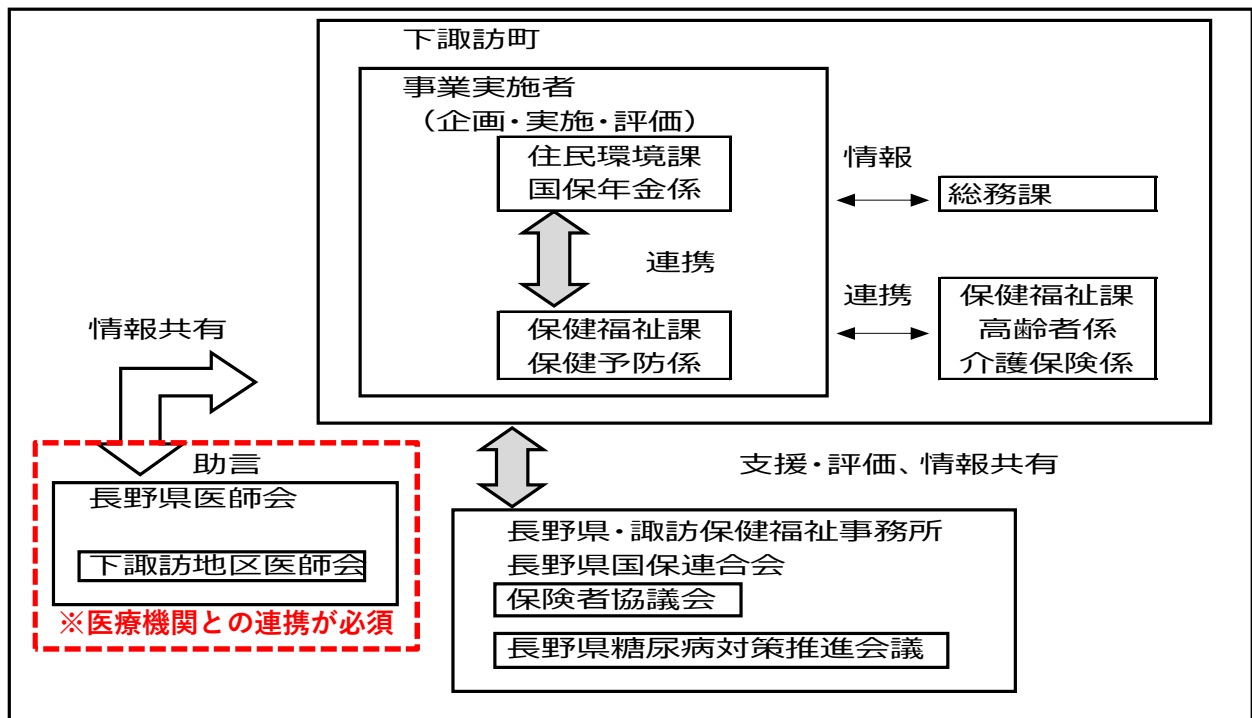 下諏訪町
事業実施者
（企画・実施・評価）
住民環境課
国保年金係
情報
総務課
連携
保健福祉課
保健予防係
連携
保健福祉課
高齢者係
介護保険係
情報共有
助言
長野県医師会
下諏訪地区医師会
※医療機関との連携が必須
支援・評価、情報共有
長野県・諏訪保健福祉事務所
長野県国保連合会
保険者協議会
長野県糖尿病対策推進会議